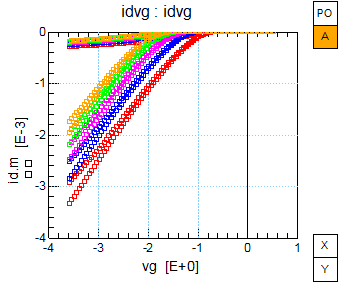 idvg : idvg
PO
A
0
-1
-2
-3
-4
id.m [E-3]
-4 -3 -2 -1 0 1
vg [E+0]
X
Y